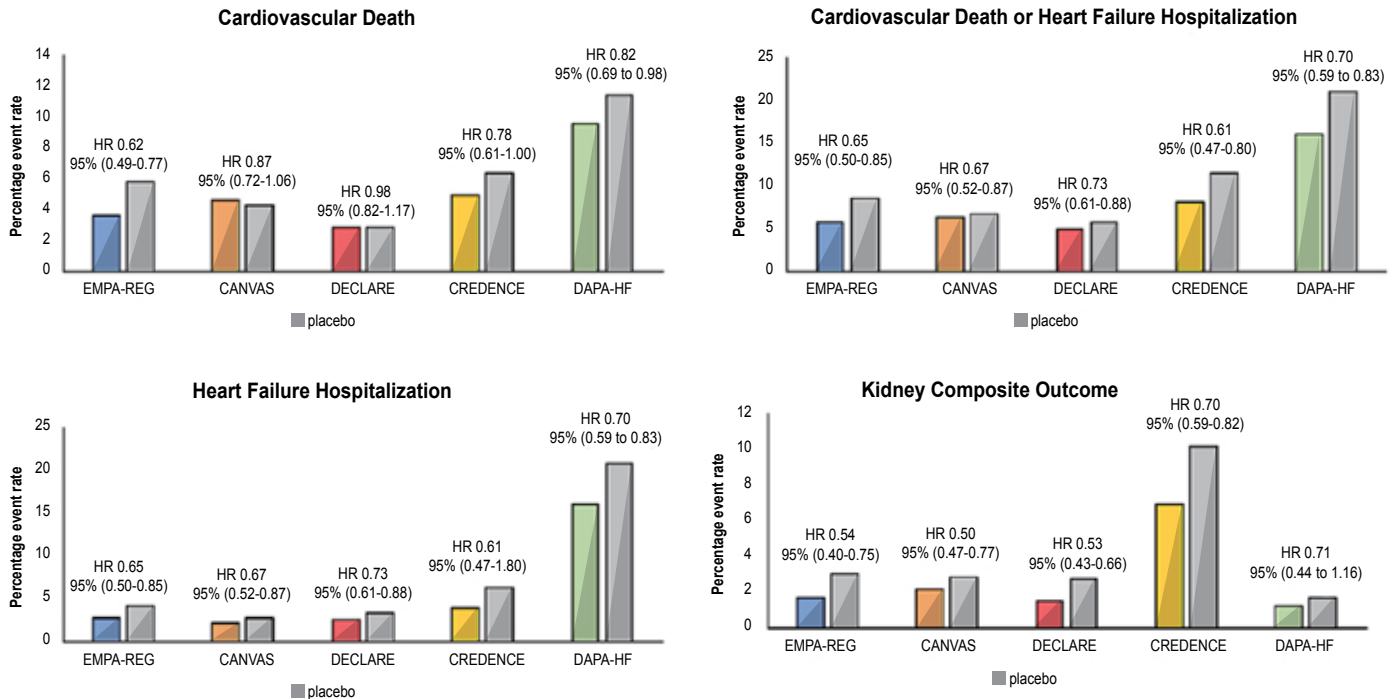 Cardiovascular Death
Percentage event rate
14
12
10
8
6
4
2
0
HR 0.62
95% (0.49-0.77)
HR 0.87
95% (0.72-1.06)
HR 0.98
95% (0.82-1.17)
HR 0.78
95% (0.61-1.00)
HR 0.82
95% (0.69 to 0.98)
EMPA-REG CANVAS DECLARE CREDENCE DAPA-HF
placebo
Cardiovascular Death or Heart Failure Hospitalization
Percentage event rate
25
20
15
10
5
0
HR 0.65
95% (0.50-0.85)
HR 0.67
95% (0.52-0.87)
HR 0.73
95% (0.61-0.88)
HR 0.61
95% (0.47-0.80)
HR 0.70
95% (0.59 to 0.83)
EMPA-REG CANVAS DECLARE CREDENCE DAPA-HF
placebo
Heart Failure Hospitalization
Percentage event rate
25
20
15
10
5
0
HR 0.65
95% (0.50-0.85)
HR 0.67
95% (0.52-0.87)
HR 0.73
95% (0.61-0.88)
HR 0.61
95% (0.47-1.80)
HR 0.70
95% (0.59 to 0.83)
EMPA-REG CANVAS DECLARE CREDENCE DAPA-HF
placebo
Kidney Composite Outcome
Percentage event rate
12
10
8
6
4
2
0
HR 0.54
95% (0.40-0.75)
HR 0.50
95% (0.47-0.77)
HR 0.53
95% (0.43-0.66)
HR 0.70
95% (0.59-0.82)
HR 0.71
95% (0.44 to 1.16)
EMPA-REG CANVAS DECLARE CREDENCE DAPA-HF
placebo